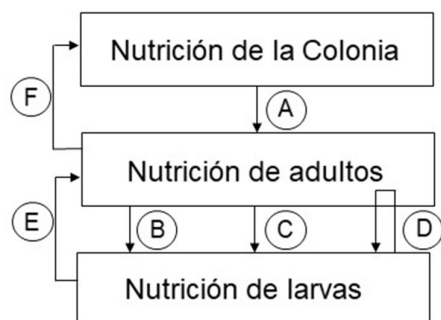 Nutrición de la Colonia
F
A
Nutrición de adultos
E
B
C
D
Nutrición de larvas